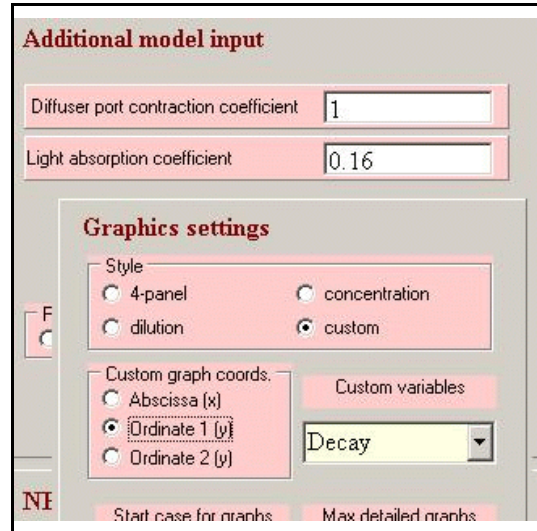 Additional model input
Diffuser port contraction coefficient 1
Light absorption coefficient 0.16
Graphics settings
Style
4-panel concentration
dilution custom
Custom graph coords.
Abscissa (x)
Ordinate 1 (y)
Ordinate 2 (y)
Custom variables
Decay
Start case for graphs Max detailed graphs